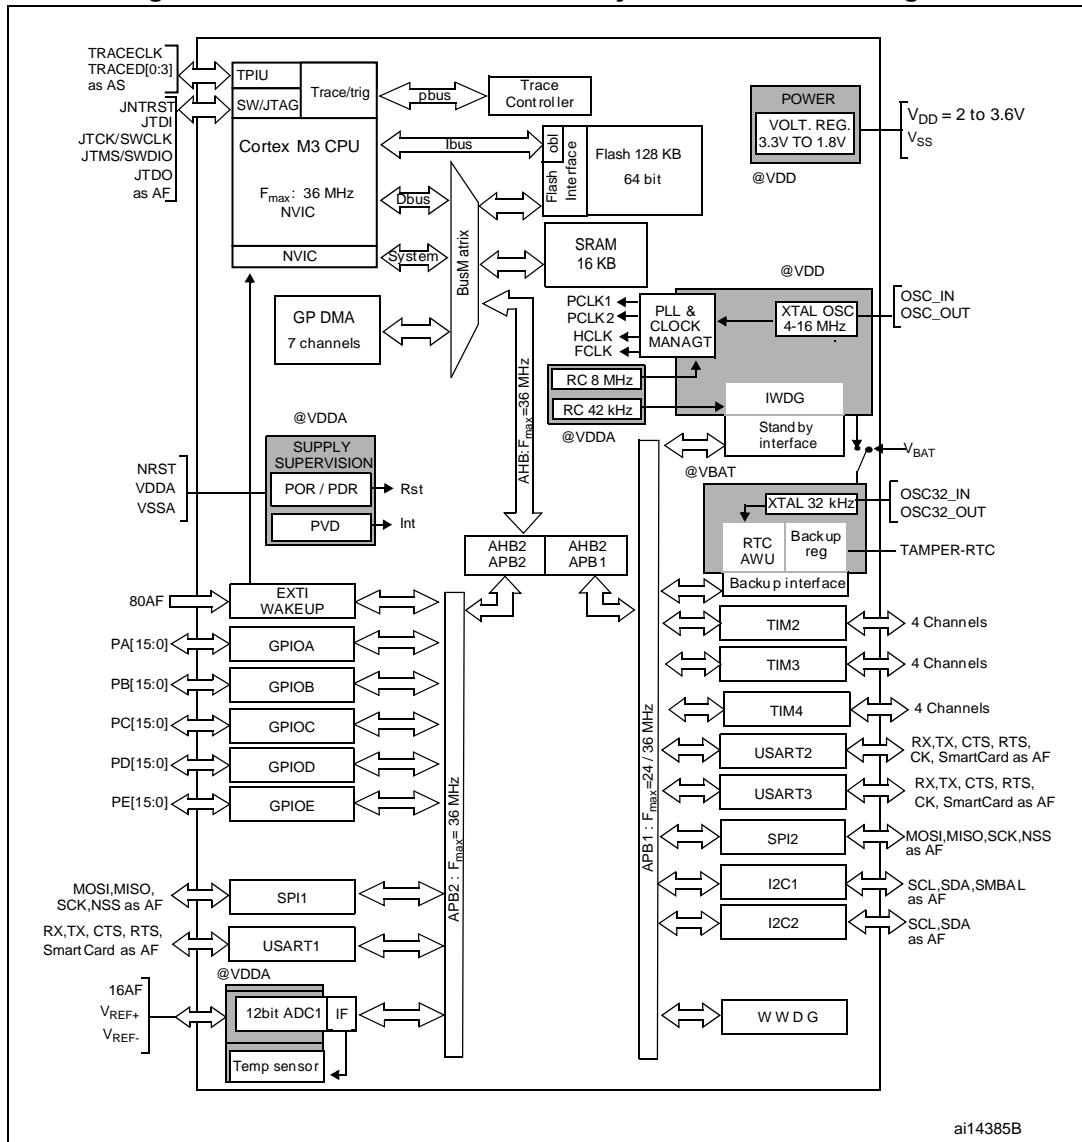 TRACECLK
TRACED[0:3]
as AS
TPIU
SW/JTAG
Trace/trig
pbus
Trace
Controller
POWER
VOLT. REG.
3.3V TO 1.8V
@VDD
VDD = 2 to 3.6V
VSS
JNTRST
JTDI
JTCK/SWCLK
JTMS/SWDIO
JTDO
as AF
Cortex M3 CPU
Fmax: 36 MHz
NVIC
NVIC
Ibus
Dbus
System
BusMatrix
Flash obl
Interface
Flash 128 KB
64 bit
SRAM
16 KB
GP DMA
7 channels
AHB: Fmax=36 MHz
@VDD
PCLK1
PCLK2
HCLK
FCLK
PLL &
CLOCK
MANAGT
XTAL OSC
4-16 MHz
OSC_IN
OSC_OUT
RC 8 MHz
RC 42 kHz
@VDDA
IWDG
Standby
interface
VBAT
@VBAT
@VDDA
SUPPLY
SUPERVISION
NRST
VDDA
VSSA
POR / PDR
Rst
PVD
Int
XTAL 32 kHz
OSC32_IN
OSC32_OUT
RTC
AWU
Backup
reg
TAMPER-RTC
Backup interface
AHB2
APB2
AHB2
APB1
80AF
EXTI
WAKEUP
PA[15:0]
GPIOA
PB[15:0]
GPIOB
PC[15:0]
GPIOC
PD[15:0]
GPIOD
PE[15:0]
GPIOE
MOSI,MISO,
SCK,NSS as AF
SPI1
RX,TX, CTS, RTS,
SmartCard as AF
USART1
@VDDA
16AF
VREF+
VREF-
12bit ADC1
IF
Temp sensor
APB2 : Fmax= 36 MHz
APB1 : Fmax=24 / 36 MHz
TIM2
4 Channels
TIM3
4 Channels
TIM4
4 Channels
USART2
RX,TX, CTS, RTS,
CK, SmartCard as AF
USART3
RX,TX, CTS, RTS,
CK, SmartCard as AF
SPI2
MOSI,MISO,SCK,NSS
as AF
I2C1
SCL,SDA,SMBAL
as AF
I2C2
SCL,SDA
as AF
WWDG
ai14385B